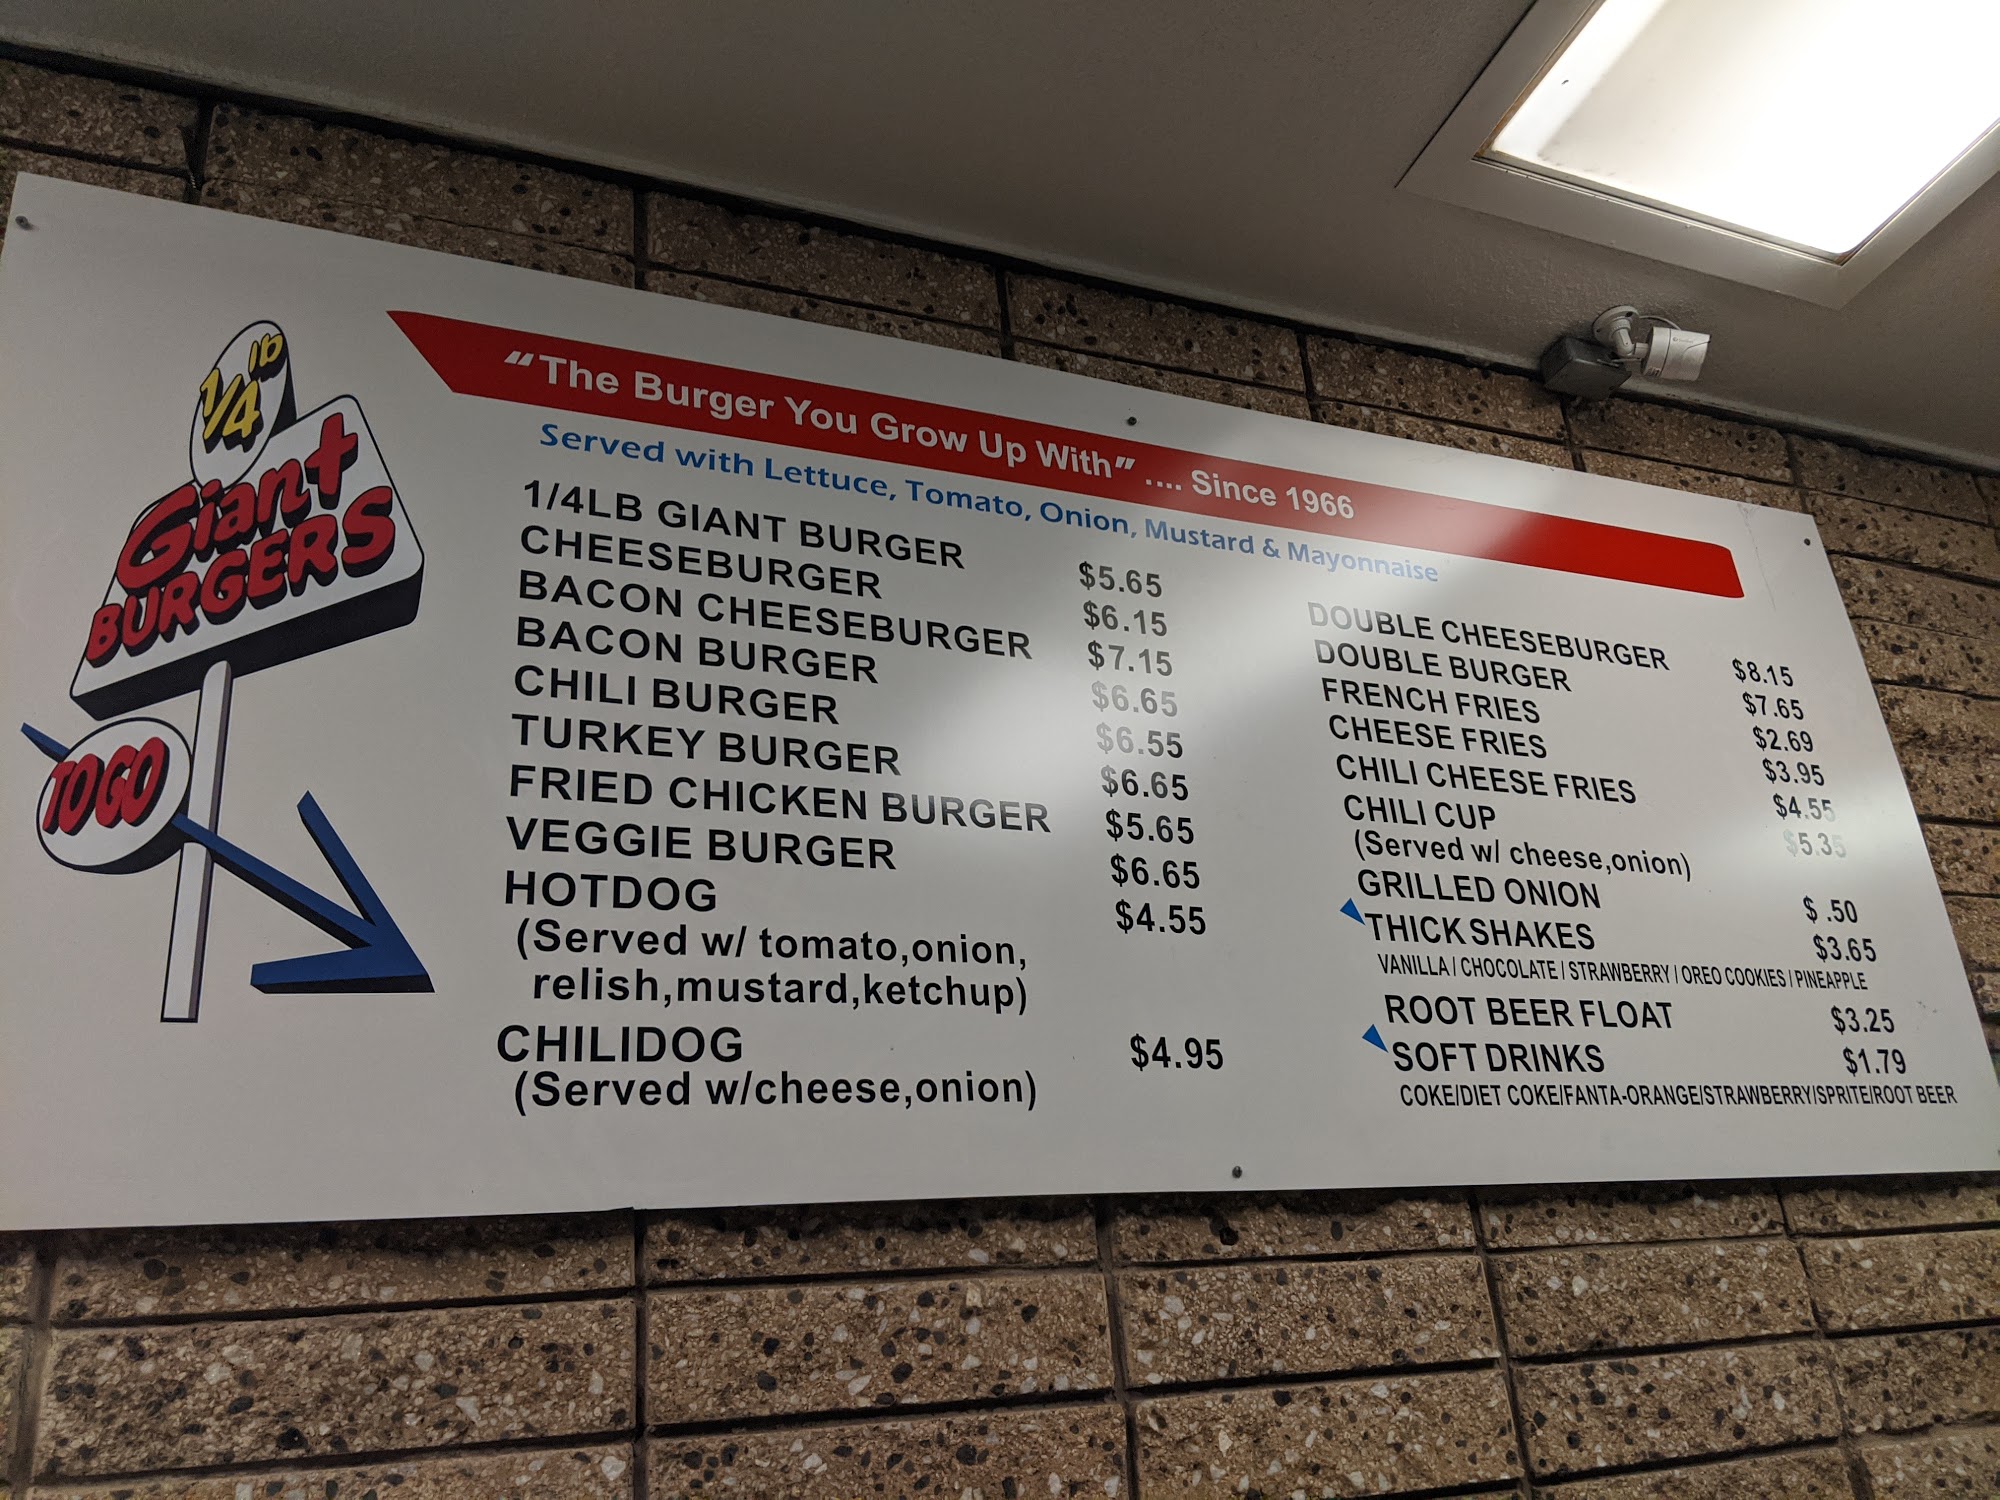 1/4 lb
Giant
BURGERS
TO GO
"The Burger You Grow Up With" .... Since 1966
Served with Lettuce, Tomato, Onion, Mustard & Mayonnaise
1/4LB GIANT BURGER $5.65
CHEESEBURGER $6.15
BACON CHEESEBURGER $7.15
BACON BURGER $6.65
CHILI BURGER $6.55
TURKEY BURGER $6.65
FRIED CHICKEN BURGER $5.65
VEGGIE BURGER $6.65
HOTDOG $4.55
(Served w/ tomato,onion,
relish,mustard,ketchup)
CHILIDOG $4.95
(Served w/cheese,onion)
DOUBLE CHEESEBURGER $8.15
DOUBLE BURGER $7.65
FRENCH FRIES $2.69
CHEESE FRIES $3.95
CHILI CHEESE FRIES $4.55
CHILI CUP $5.35
(Served w/ cheese,onion)
GRILLED ONION $ .50
THICK SHAKES $3.65
VANILLA / CHOCOLATE / STRAWBERRY / OREO COOKIES / PINEAPPLE
ROOT BEER FLOAT $3.25
SOFT DRINKS $1.79
COKE/DIET COKE/FANTA-ORANGE/STRAWBERRY/SPRITE/ROOT BEER